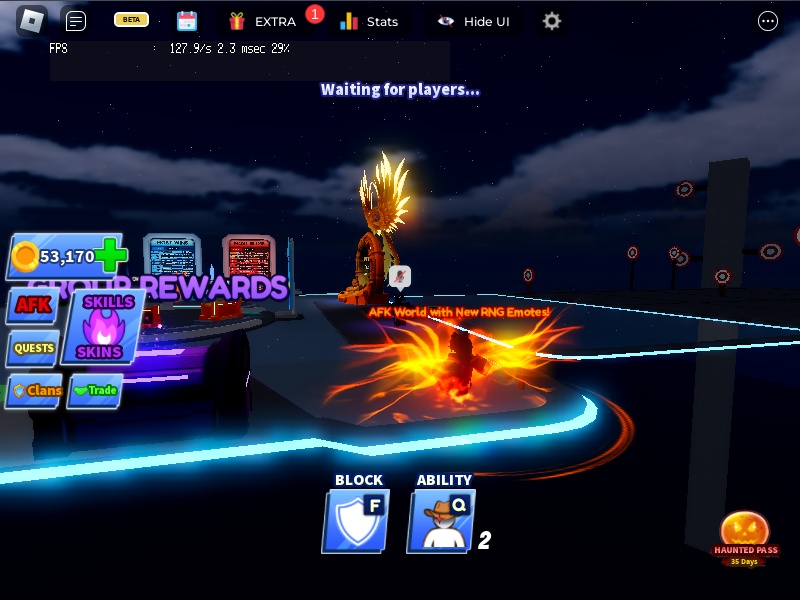 BETA
EXTRA
1
Stats
Hide UI
FPS : 127.9/s 2.3 msec 29%
Waiting for players...
53,170
GROUP REWARDS
AFK
SKILLS
SKINS
QUESTS
Clans
Trade
AFK World with New RNG Emotes!
BLOCK
ABILITY
F
Q
2
HAUNTED PASS
35 Days